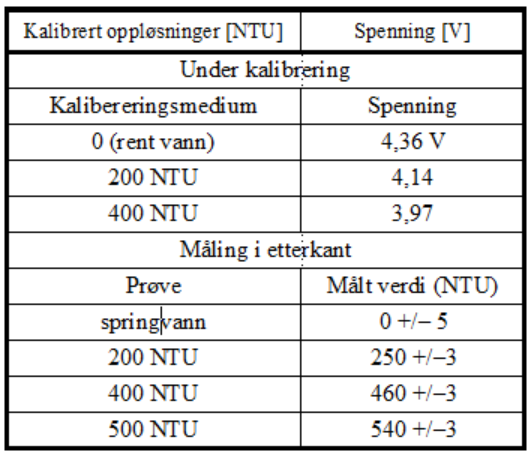 Kalibrert oppløsninger [NTU] Spenning [V]
Under kalibrering
Kalibereringsmedium Spenning
0 (rent vann) 4,36 V
200 NTU 4,14
400 NTU 3,97
Måling i etterkant
Prøve Målt verdi (NTU)
springvann 0 +/– 5
200 NTU 250 +/–3
400 NTU 460 +/–3
500 NTU 540 +/–3